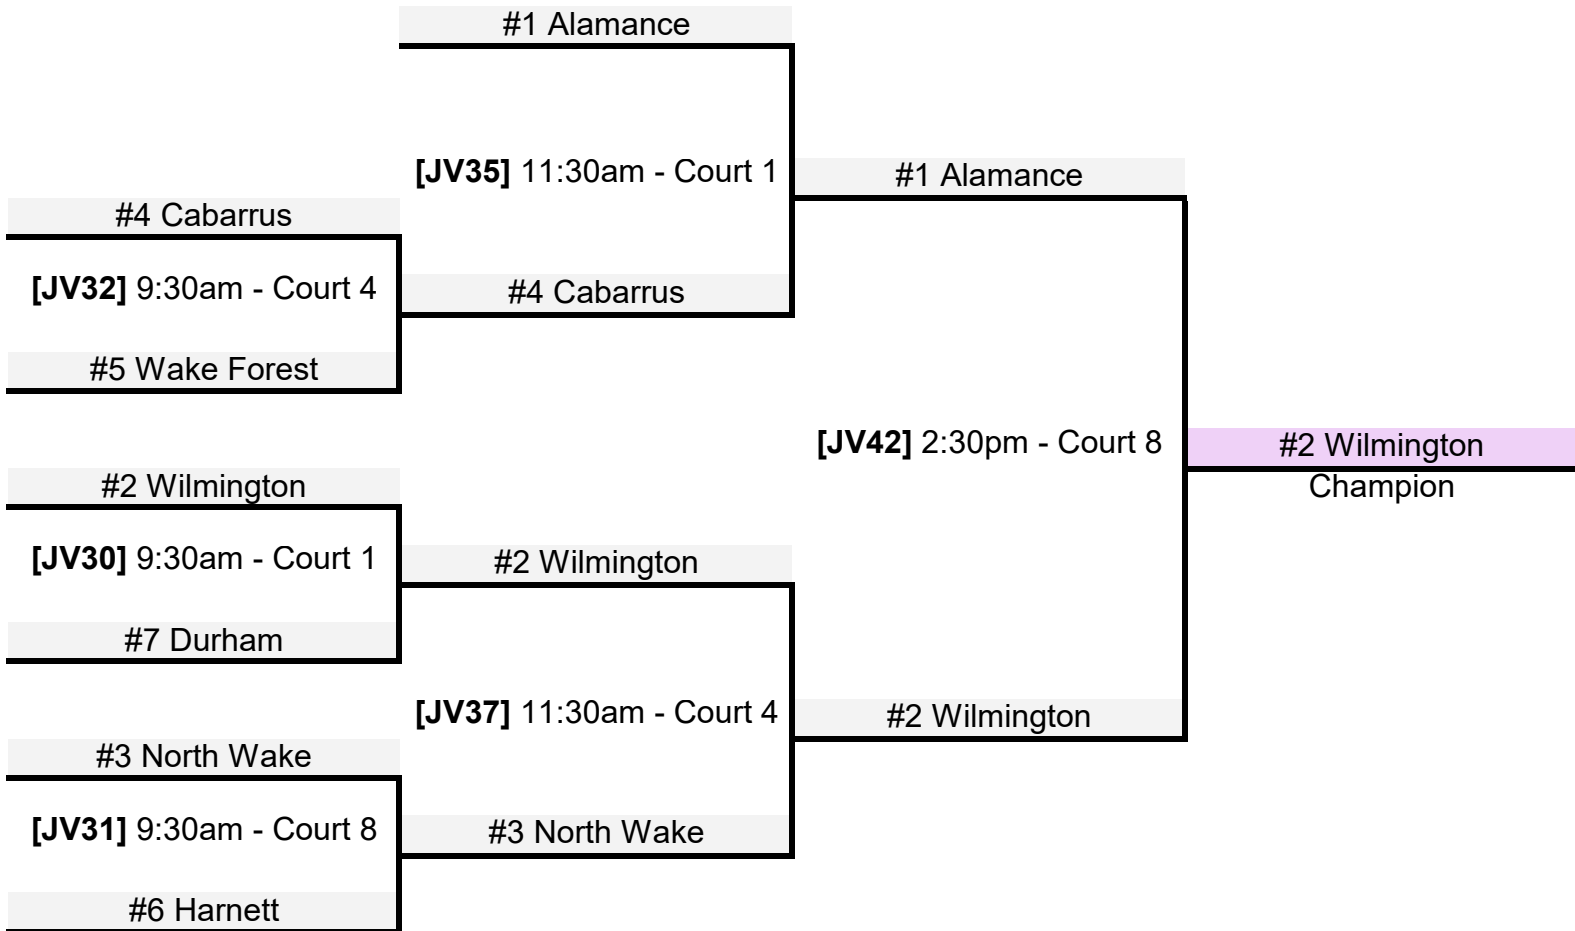 #1 Alamance
[JV35] 11:30am - Court 1
#1 Alamance
#4 Cabarrus
[JV32] 9:30am - Court 4
#4 Cabarrus
#5 Wake Forest
[JV42] 2:30pm - Court 8
#2 Wilmington
Champion
#2 Wilmington
[JV30] 9:30am - Court 1
#2 Wilmington
#7 Durham
[JV37] 11:30am - Court 4
#2 Wilmington
#3 North Wake
[JV31] 9:30am - Court 8
#3 North Wake
#6 Harnett